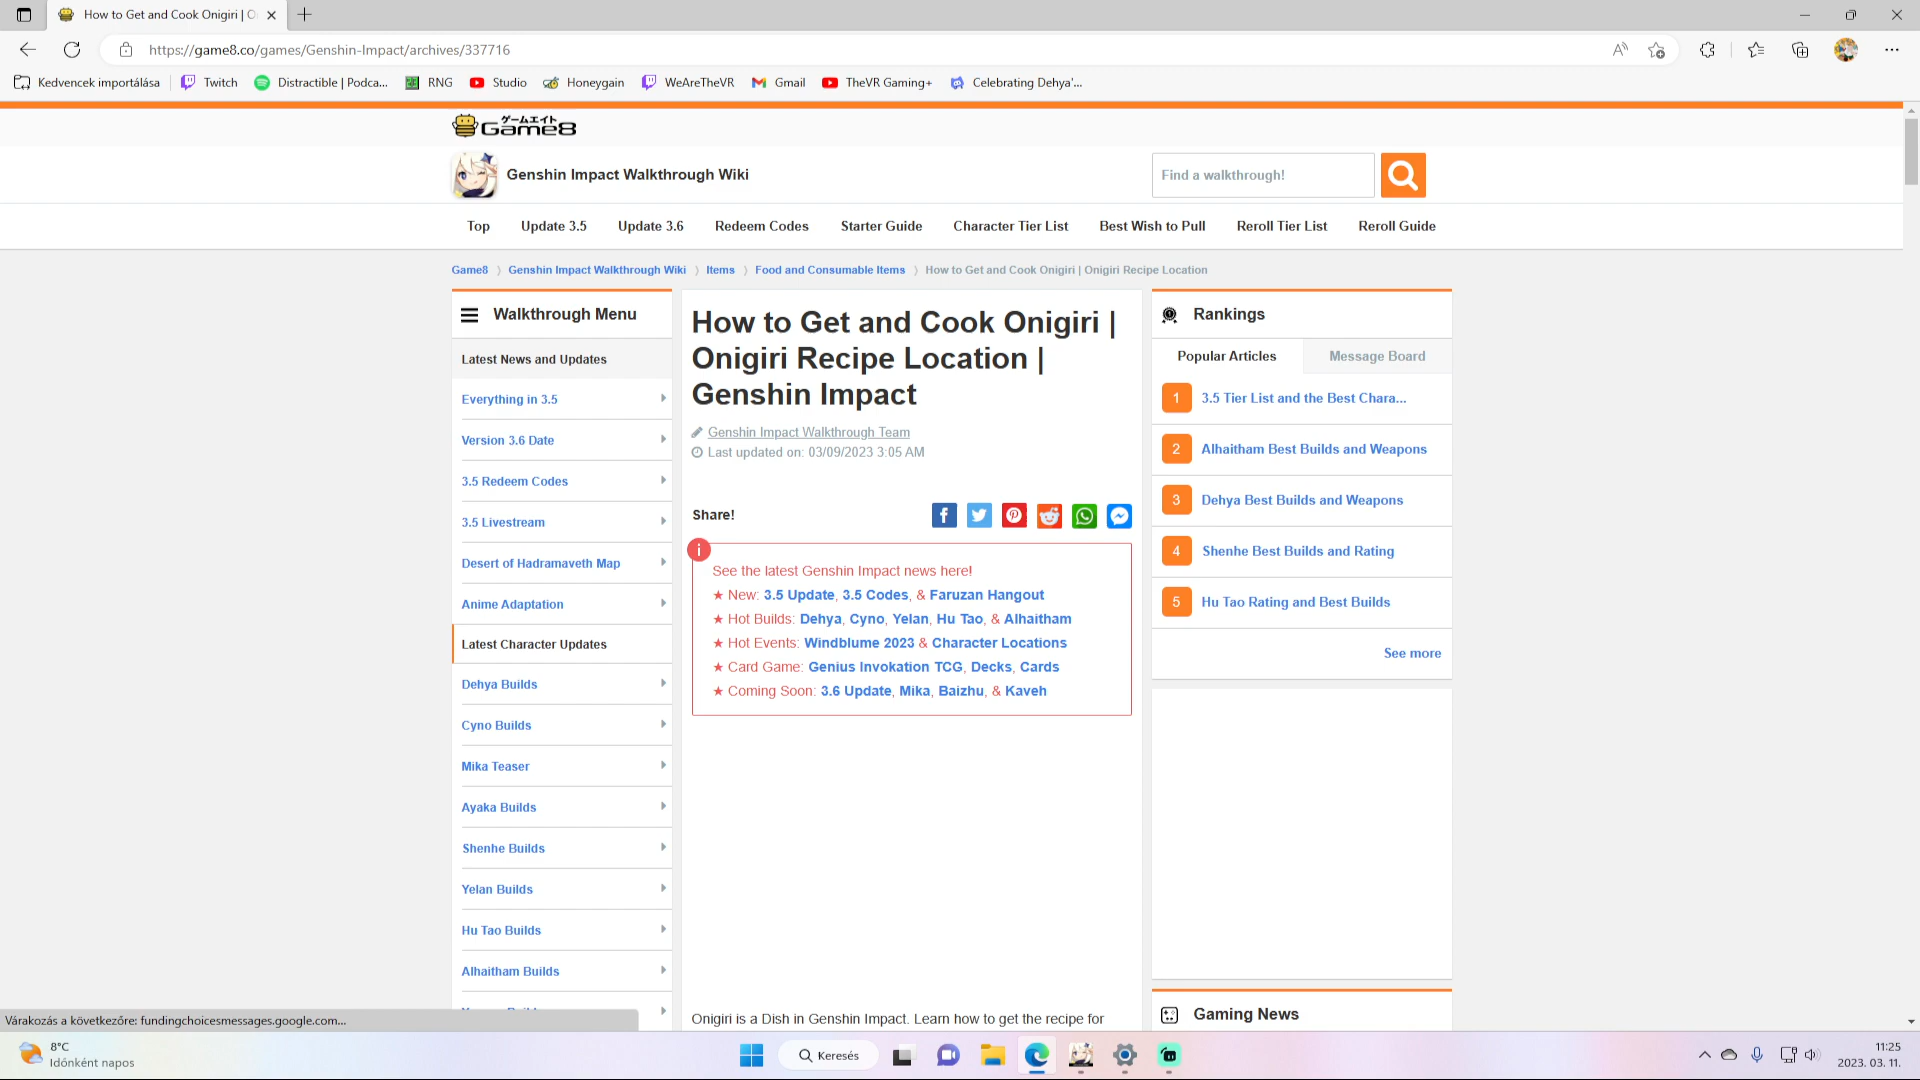 How to Get and Cook Onigiri | O
https://game8.co/games/Genshin-Impact/archives/337716
Kedvencek importálása
Twitch
Distractible | Podca...
RNG
Studio
Honeygain
WeAreTheVR
Gmail
TheVR Gaming+
Celebrating Dehya'...
ゲームエイト
Game8
Genshin Impact Walkthrough Wiki
Find a walkthrough!
Top
Update 3.5
Update 3.6
Redeem Codes
Starter Guide
Character Tier List
Best Wish to Pull
Reroll Tier List
Reroll Guide
Game8 〉 Genshin Impact Walkthrough Wiki 〉 Items 〉 Food and Consumable Items 〉 How to Get and Cook Onigiri | Onigiri Recipe Location
Walkthrough Menu
Latest News and Updates
Everything in 3.5
Version 3.6 Date
3.5 Redeem Codes
3.5 Livestream
Desert of Hadramaveth Map
Anime Adaptation
Latest Character Updates
Dehya Builds
Cyno Builds
Mika Teaser
Ayaka Builds
Shenhe Builds
Yelan Builds
Hu Tao Builds
Alhaitham Builds
How to Get and Cook Onigiri |
Onigiri Recipe Location |
Genshin Impact
Genshin Impact Walkthrough Team
Last updated on: 03/09/2023 3:05 AM
Share!
See the latest Genshin Impact news here!
★ New: 3.5 Update, 3.5 Codes, & Faruzan Hangout
★ Hot Builds: Dehya, Cyno, Yelan, Hu Tao, & Alhaitham
★ Hot Events: Windblume 2023 & Character Locations
★ Card Game: Genius Invokation TCG, Decks, Cards
★ Coming Soon: 3.6 Update, Mika, Baizhu, & Kaveh
Onigiri is a Dish in Genshin Impact. Learn how to get the recipe for
Rankings
Popular Articles
Message Board
1 3.5 Tier List and the Best Chara...
2 Alhaitham Best Builds and Weapons
3 Dehya Best Builds and Weapons
4 Shenhe Best Builds and Rating
5 Hu Tao Rating and Best Builds
See more
Gaming News
Várakozás a következőre: fundingchoicesmessages.google.com...
8°C
Időnként napos
Keresés
11:25
2023. 03. 11.